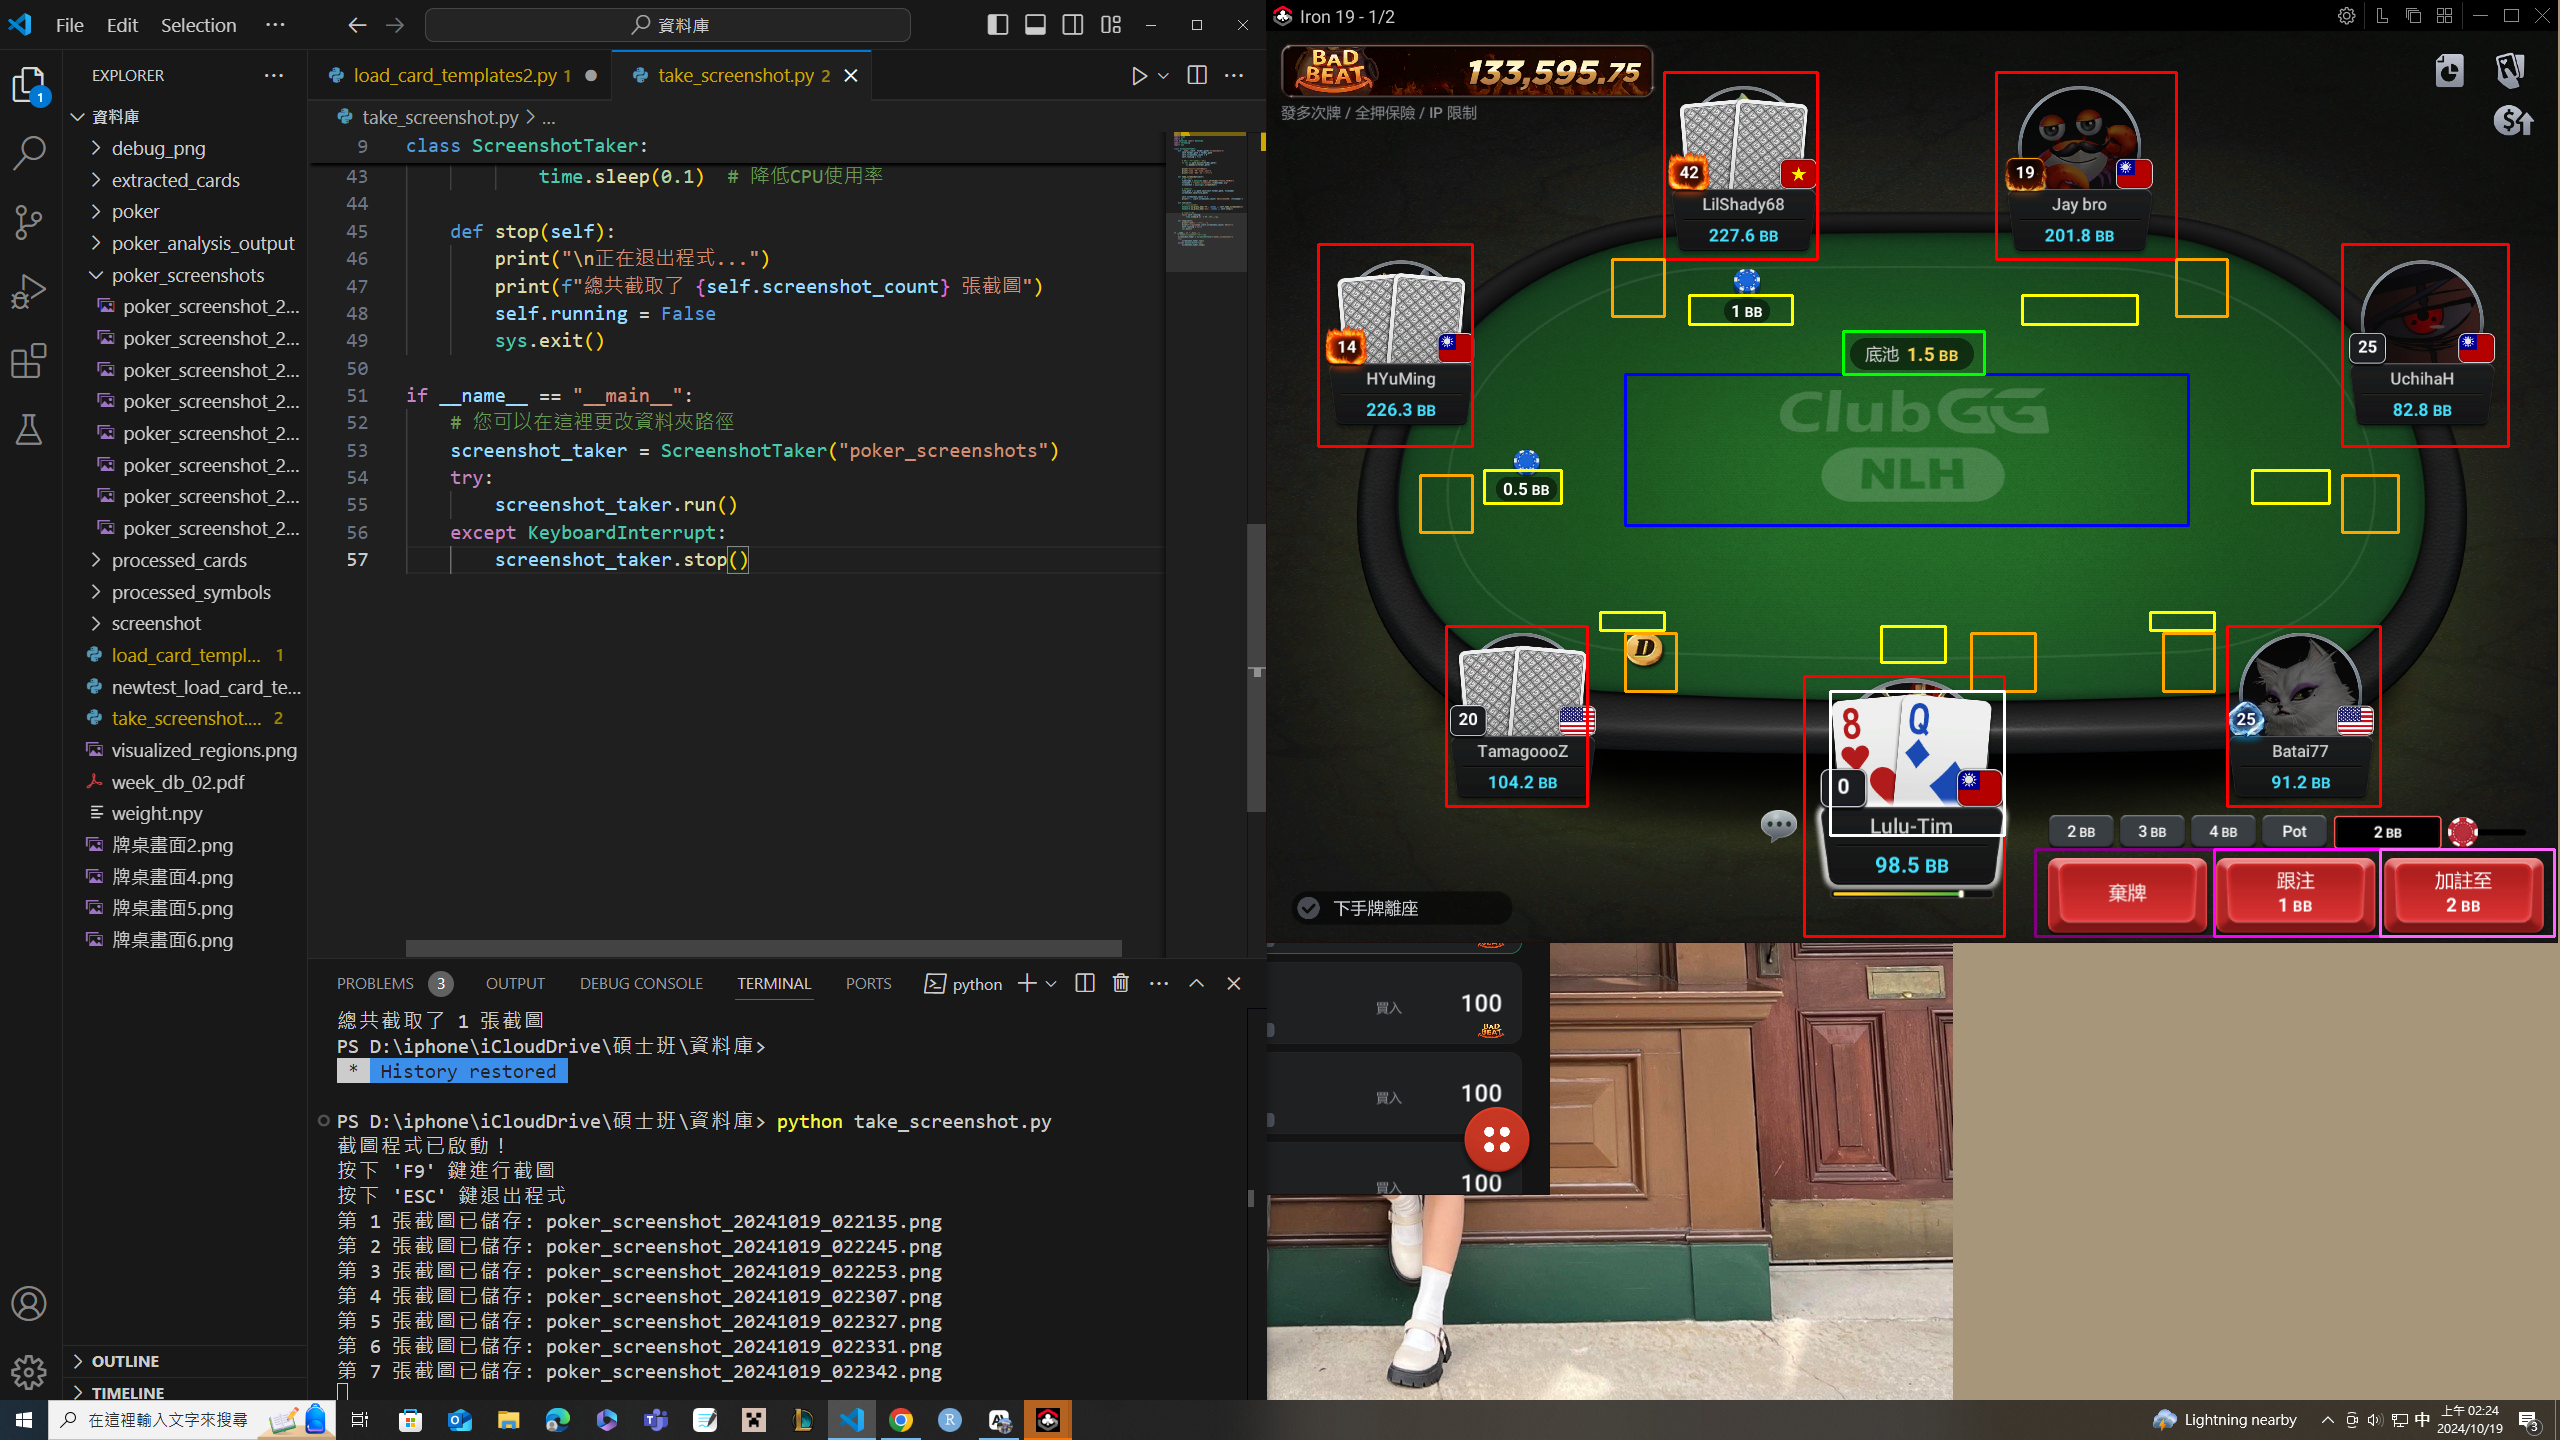 File Edit Selection ···
資料庫
EXPLORER
資料庫
debug_png
extracted_cards
poker
poker_analysis_output
poker_screenshots
poker_screenshot_2...
poker_screenshot_2...
poker_screenshot_2...
poker_screenshot_2...
poker_screenshot_2...
poker_screenshot_2...
poker_screenshot_2...
poker_screenshot_2...
processed_cards
processed_symbols
screenshot
load_card_templ... 1
newtest_load_card_te...
take_screenshot.... 2
visualized_regions.png
week_db_02.pdf
weight.npy
牌桌畫面2.png
牌桌畫面4.png
牌桌畫面5.png
牌桌畫面6.png
OUTLINE
TIMELINE
1
load_card_templates2.py 1
take_screenshot.py 2
take_screenshot.py > ...
9 class ScreenshotTaker:
43 time.sleep(0.1) # 降低CPU使用率
44
45 def stop(self):
46 print("\n正在退出程式...")
47 print(f"總共截取了 {self.screenshot_count} 張截圖")
48 self.running = False
49 sys.exit()
50
51 if __name__ == "__main__":
52 # 您可以在這裡更改資料夾路徑
53 screenshot_taker = ScreenshotTaker("poker_screenshots")
54 try:
55 screenshot_taker.run()
56 except KeyboardInterrupt:
57 screenshot_taker.stop()
PROBLEMS 3 OUTPUT DEBUG CONSOLE TERMINAL PORTS python
總共截取了 1 張截圖
PS D:\iphone\iCloudDrive\碩士班\資料庫>
* History restored
PS D:\iphone\iCloudDrive\碩士班\資料庫> python take_screenshot.py
截圖程式已啟動！
按下 'F9' 鍵進行截圖
按下 'ESC' 鍵退出程式
第 1 張截圖已儲存: poker_screenshot_20241019_022135.png
第 2 張截圖已儲存: poker_screenshot_20241019_022245.png
第 3 張截圖已儲存: poker_screenshot_20241019_022253.png
第 4 張截圖已儲存: poker_screenshot_20241019_022307.png
第 5 張截圖已儲存: poker_screenshot_20241019_022327.png
第 6 張截圖已儲存: poker_screenshot_20241019_022331.png
第 7 張截圖已儲存: poker_screenshot_20241019_022342.png
Iron 19 - 1/2
BAD BEAT 133,595.75
發多次牌 / 全押保險 / IP 限制
42
LilShady68
227.6 BB
19
Jay bro
201.8 BB
14
HYuMing
226.3 BB
25
UchihaH
82.8 BB
1 BB
底池 1.5 BB
ClubGG
NLH
0.5 BB
D
20
TamagoooZ
104.2 BB
8 Q
0
Lulu-Tim
98.5 BB
25
Batai77
91.2 BB
2 BB 3 BB 4 BB Pot 2 BB
棄牌
跟注
1 BB
加註至
2 BB
下手牌離座
買入 100
BAD BEAT
買入 100
買入 100
在這裡輸入文字來搜尋
Lightning nearby
中
上午 02:24
2024/10/19
3